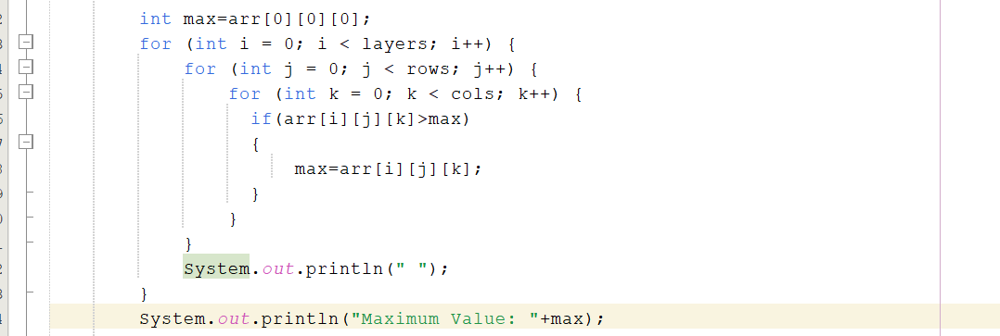 int max=arr[0][0][0];
for (int i = 0; i < layers; i++) {
for (int j = 0; j < rows; j++) {
for (int k = 0; k < cols; k++) {
if(arr[i][j][k]>max)
{
max=arr[i][j][k];
}
}
}
System.out.println(" ");
}
System.out.println("Maximum Value: "+max);